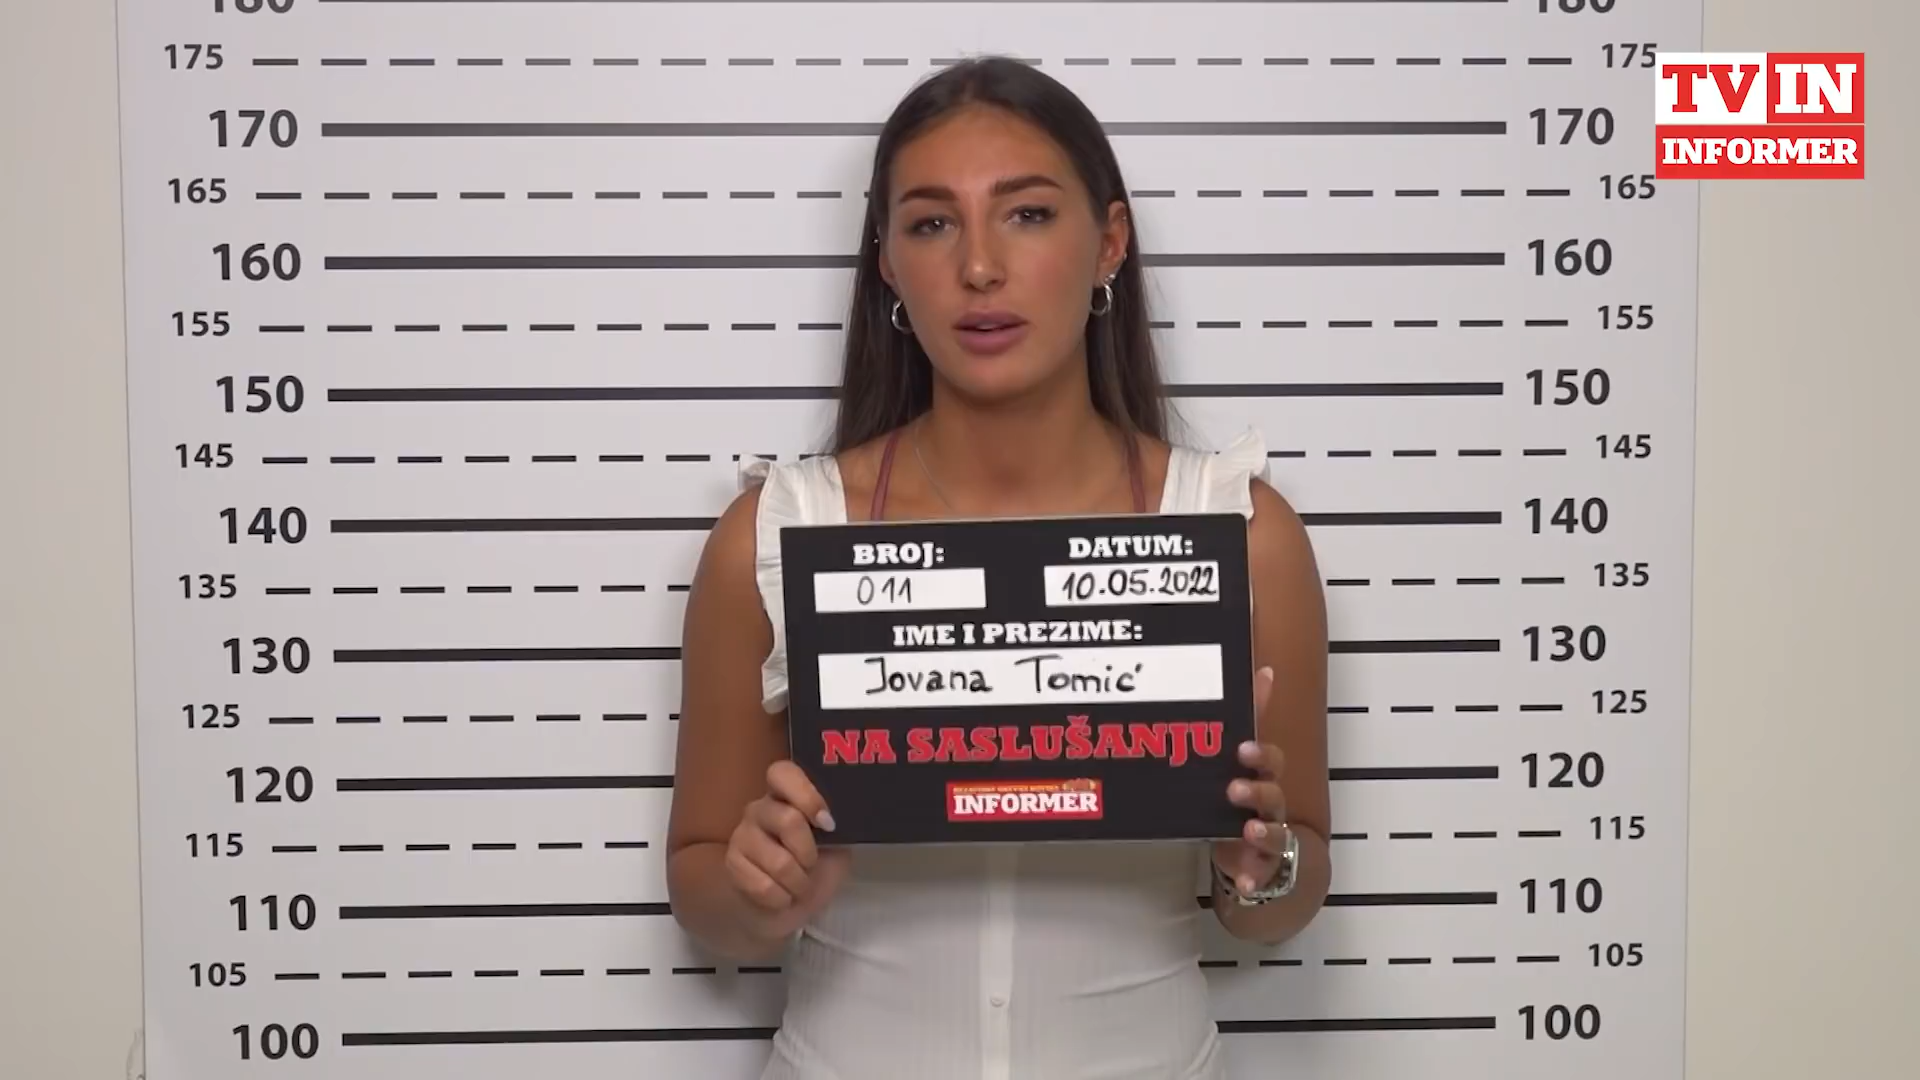 180 180
175 175
TV IN
INFORMER
170 170
165 165
160 160
155 155
150 150
145 145
140 140
BROJ: DATUM:
011 10.05.2022
135 135
IME I PREZIME:
130 130
Jovana Tomić
125 125
NA SASLUŠANJU
120 120
INFORMER
115 115
110 110
105 105
100 100